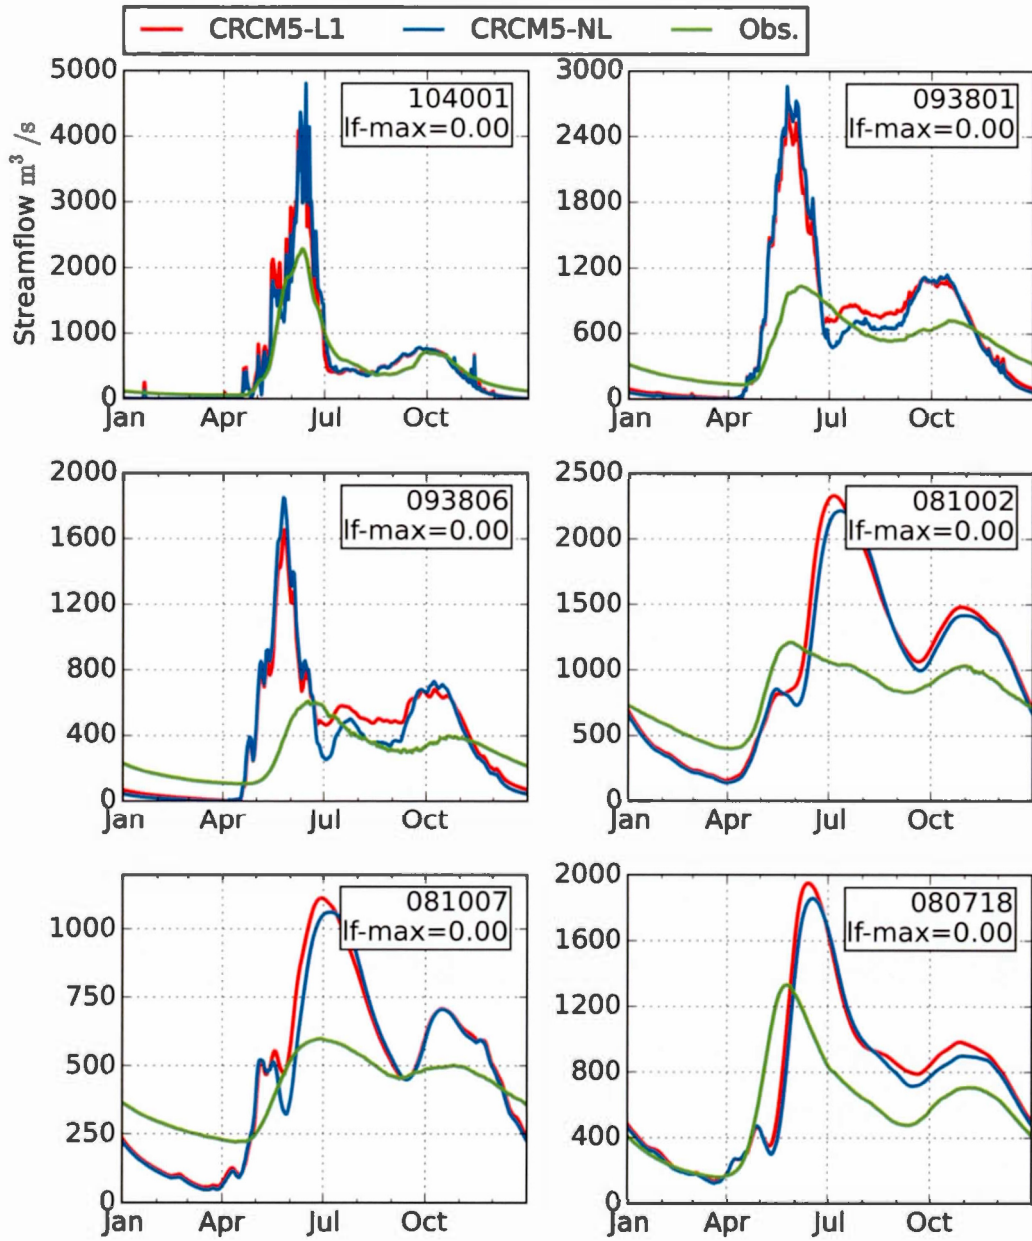 CRCM5-L1 CRCM5-NL Obs.
Streamflow m³ /s
5000
4000
3000
2000
1000
0
Jan Apr Jul Oct
104001
lf-max=0.00
3000
2400
1800
1200
600
0
Jan Apr Jul Oct
093801
lf-max=0.00
2000
1600
1200
800
400
0
Jan Apr Jul Oct
093806
lf-max=0.00
2500
2000
1500
1000
500
0
Jan Apr Jul Oct
081002
lf-max=0.00
1000
750
500
250
0
Jan Apr Jul Oct
081007
lf-max=0.00
2000
1600
1200
800
400
0
Jan Apr Jul Oct
080718
lf-max=0.00